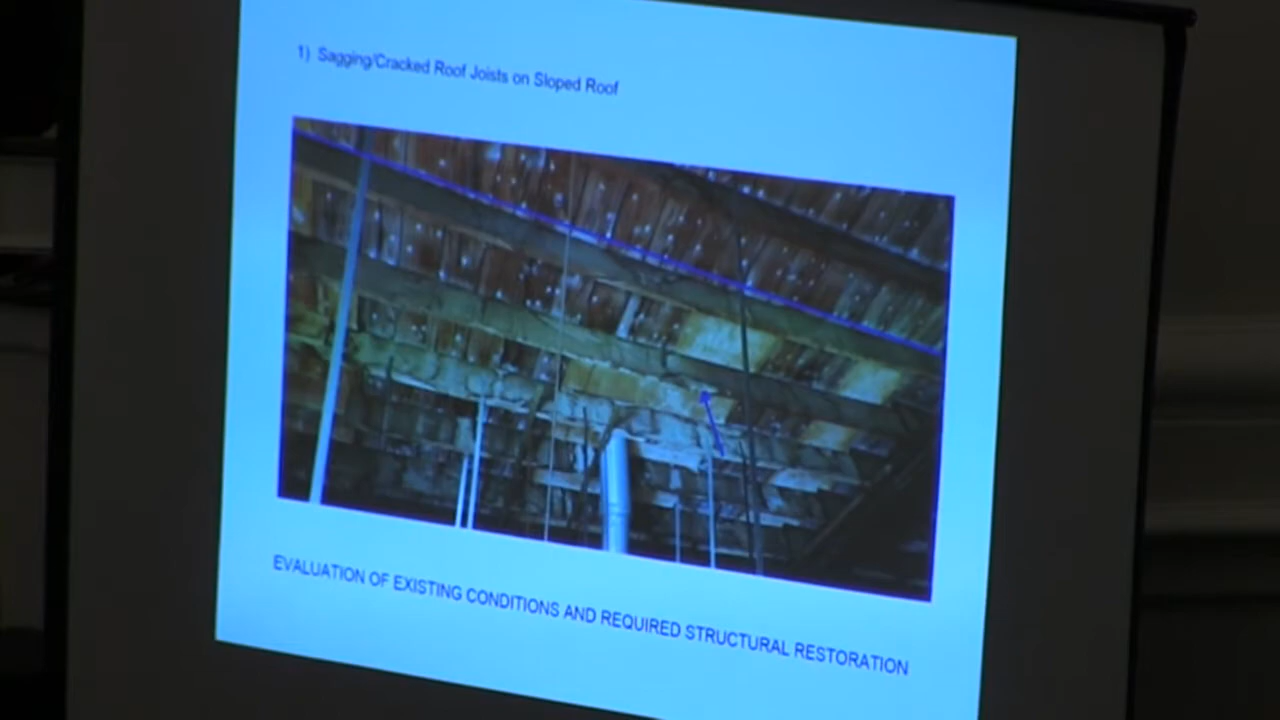 1) Sagging/Cracked Roof Joists on Sloped Roof
EVALUATION OF EXISTING CONDITIONS AND REQUIRED STRUCTURAL RESTORATION